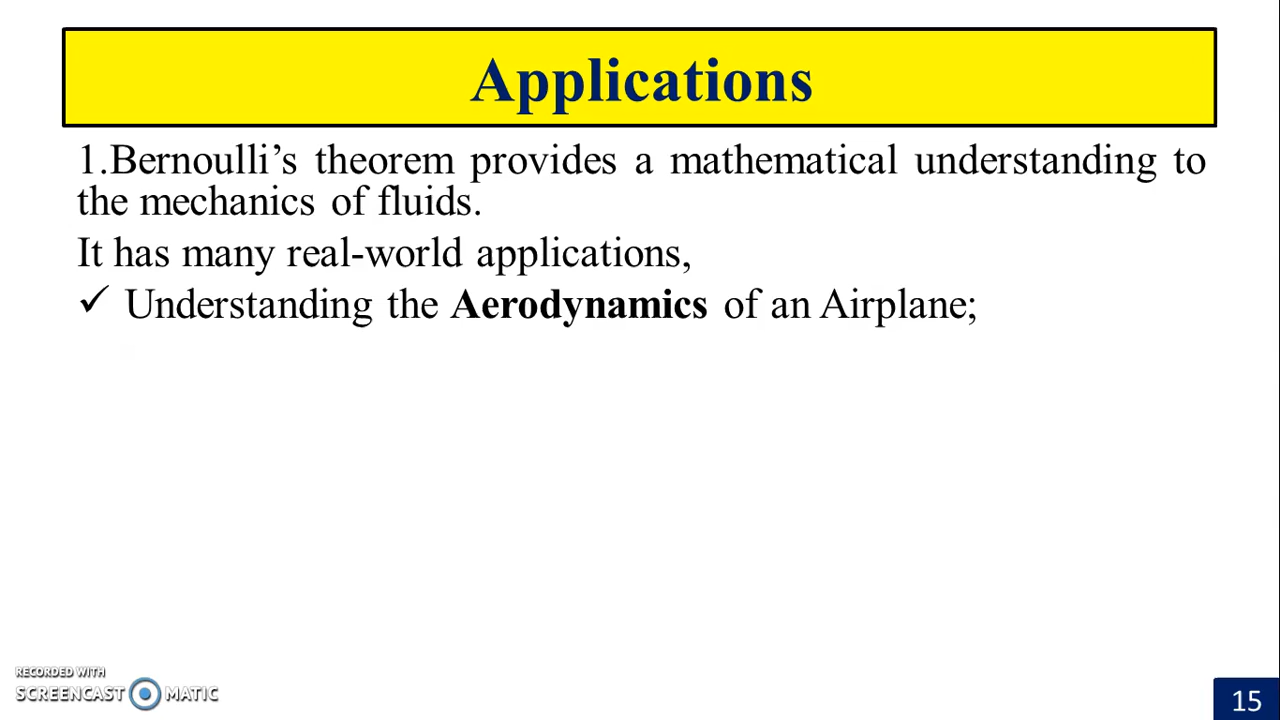 Applications
1.Bernoulli’s theorem provides a mathematical understanding to
the mechanics of fluids.
It has many real-world applications,
✓ Understanding the Aerodynamics of an Airplane;
RECORDED WITH
SCREENCAST MATIC
15